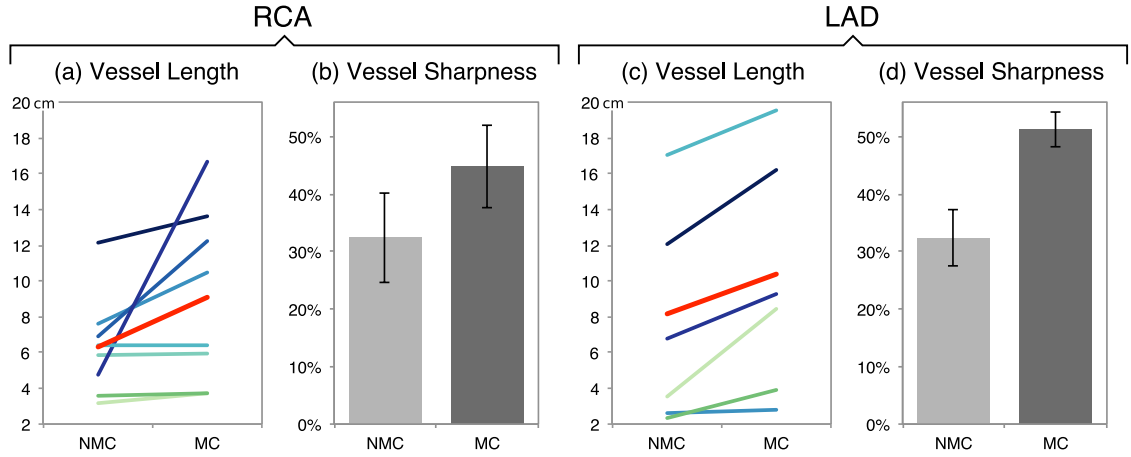 RCA
LAD
(a) Vessel Length
(b) Vessel Sharpness
(c) Vessel Length
(d) Vessel Sharpness
20 cm
18
16
14
12
10
8
6
4
2
NMC
MC
50%
40%
30%
20%
10%
0%
NMC
MC
20 cm
18
16
14
12
10
8
6
4
2
NMC
MC
50%
40%
30%
20%
10%
0%
NMC
MC